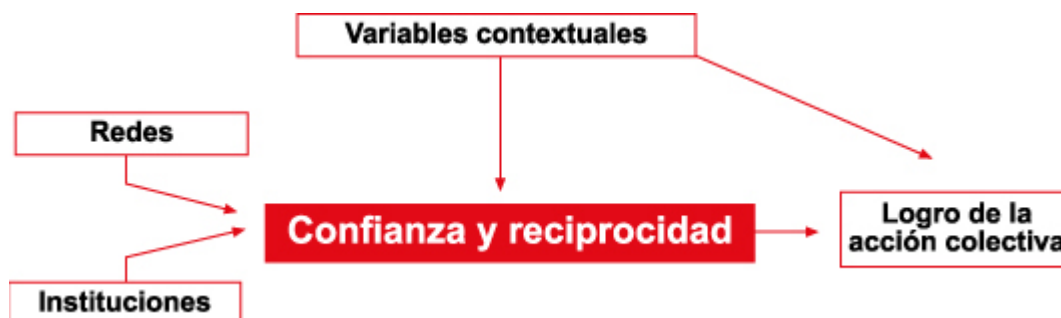 Variables contextuales
Redes
Confianza y reciprocidad
Logro de la
acción colectiva
Instituciones